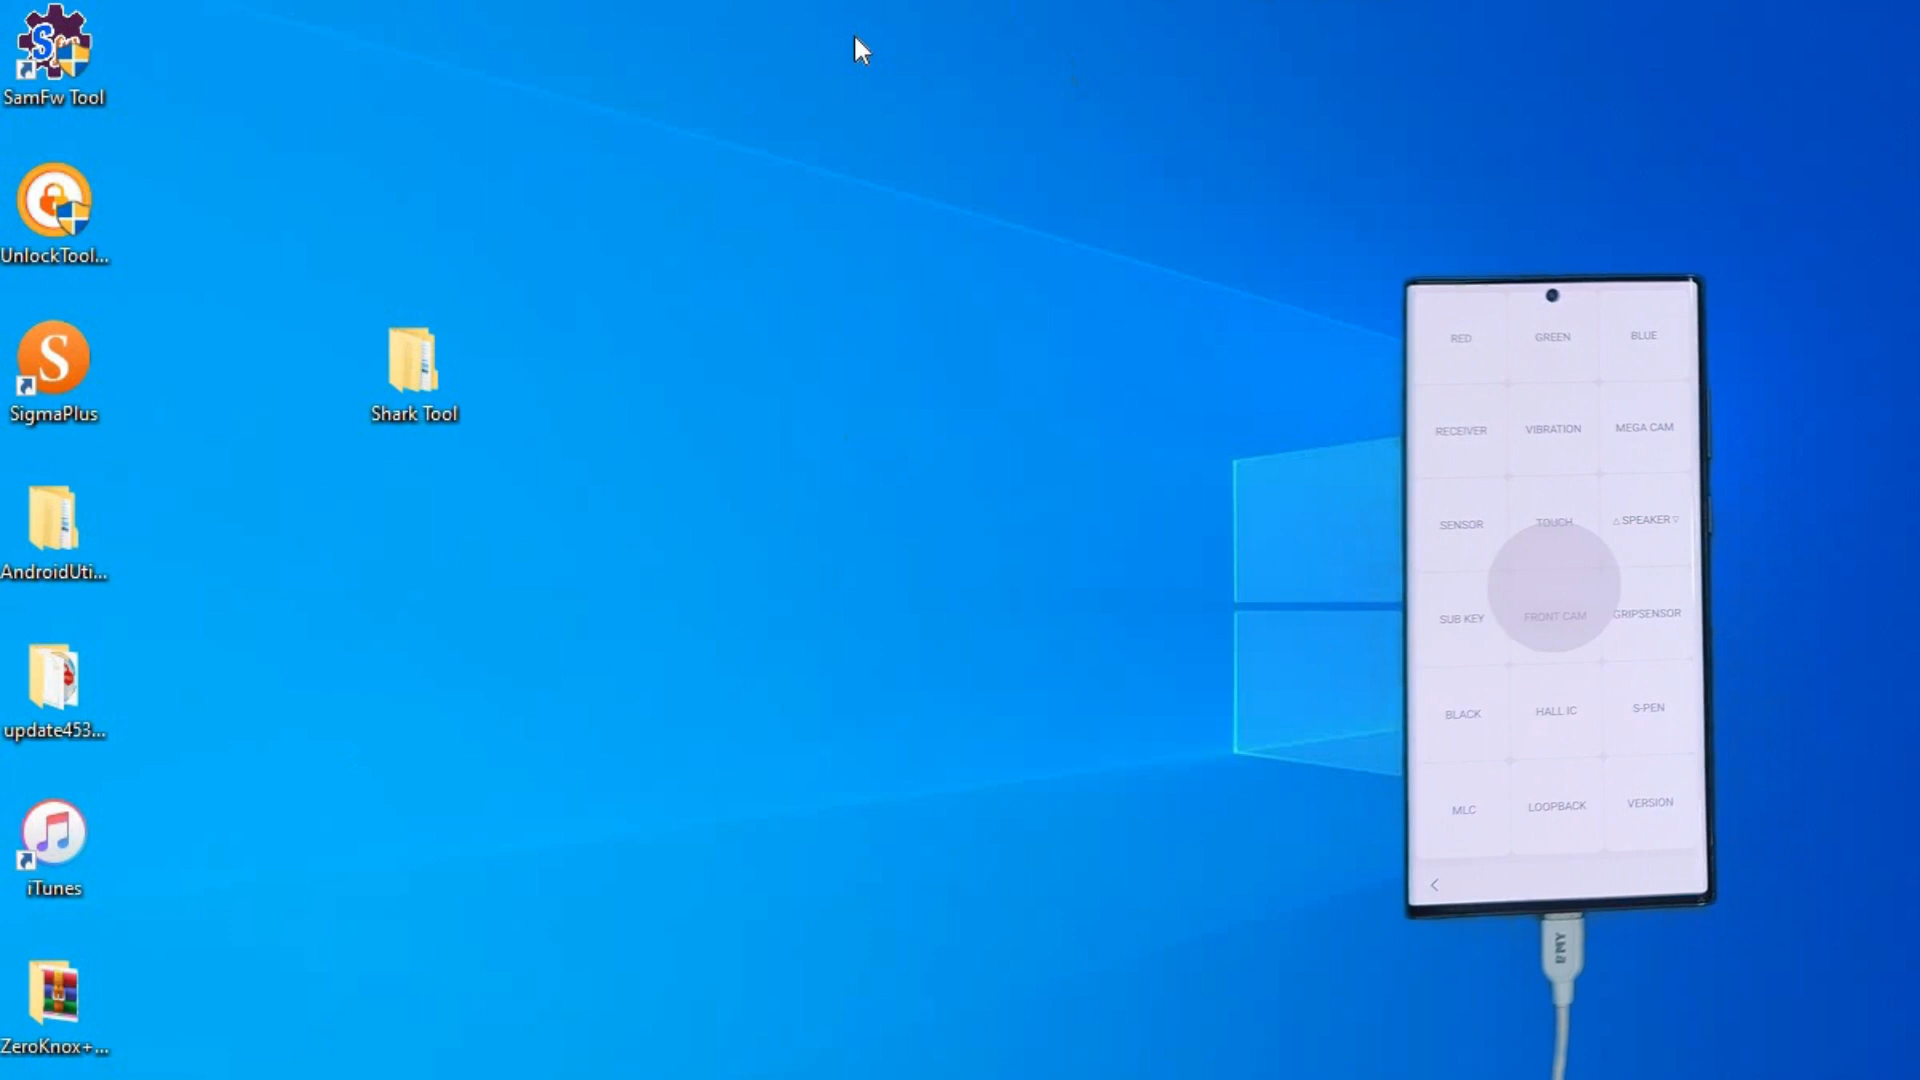 SamFw Tool
UnlockTool...
SigmaPlus
Shark Tool
AndroidUti...
update453...
iTunes
ZeroKnox+...
RED GREEN BLUE
RECEIVER VIBRATION MEGA CAM
SENSOR TOUCH △ SPEAKER ▽
SUB KEY FRONT CAM GRIPSENSOR
BLACK HALL IC S-PEN
MLC LOOPBACK VERSION